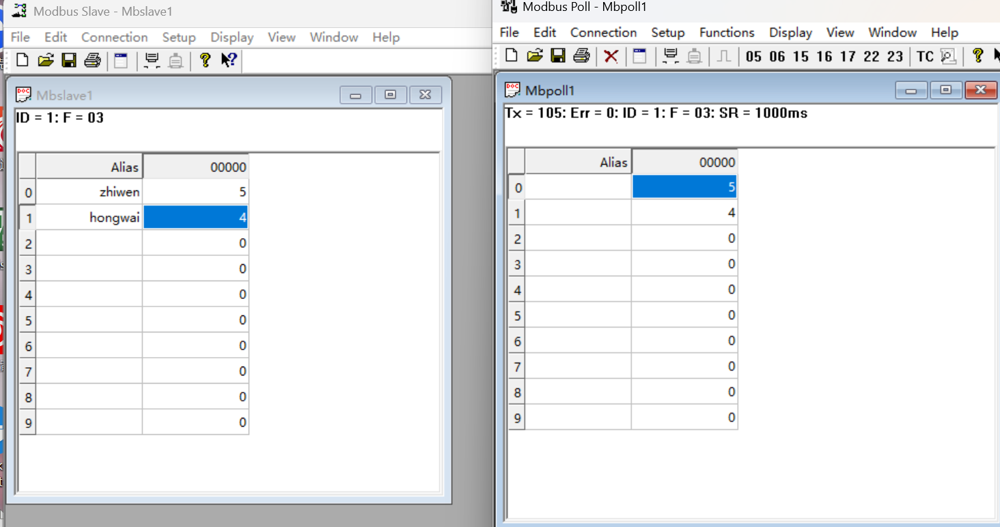 Modbus Slave - Mbslave1
File Edit Connection Setup Display View Window Help
Mbslave1
ID = 1: F = 03
Alias 00000
0 zhiwen 5
1 hongwai 4
2 0
3 0
4 0
5 0
6 0
7 0
8 0
9 0
Modbus Poll - Mbpoll1
File Edit Connection Setup Functions Display View Window Help
05 06 15 16 17 22 23 TC
Mbpoll1
Tx = 105: Err = 0: ID = 1: F = 03: SR = 1000ms
Alias 00000
0 5
1 4
2 0
3 0
4 0
5 0
6 0
7 0
8 0
9 0